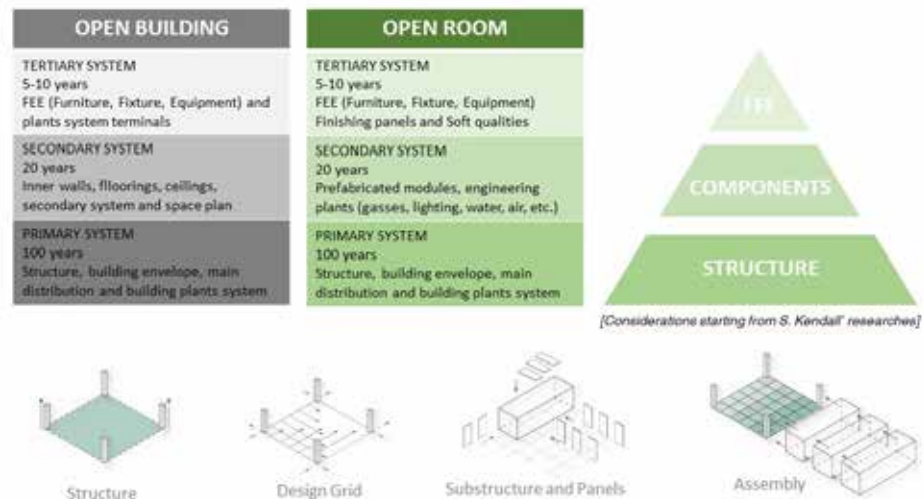 OPEN BUILDING
TERTIARY SYSTEM
5-10 years
FEE (Furniture, Fixture, Equipment) and
plants system terminals
SECONDARY SYSTEM
20 years
Inner walls, flloorings, ceilings,
secondary system and space plan
PRIMARY SYSTEM
100 years
Structure, building envelope, main
distribution and building plants system
OPEN ROOM
TERTIARY SYSTEM
5-10 years
FEE (Furniture, Fixture, Equipment)
Finishing panels and Soft qualities
SECONDARY SYSTEM
20 years
Prefabricated modules, engineering
plants (gasses, lighting, water, air, etc.)
PRIMARY SYSTEM
100 years
Structure, building envelope, main
distribution and building plants system
COMPONENTS
STRUCTURE
[Considerations starting from S. Kendall' researches]
Structure
Design Grid
Substructure and Panels
Assembly